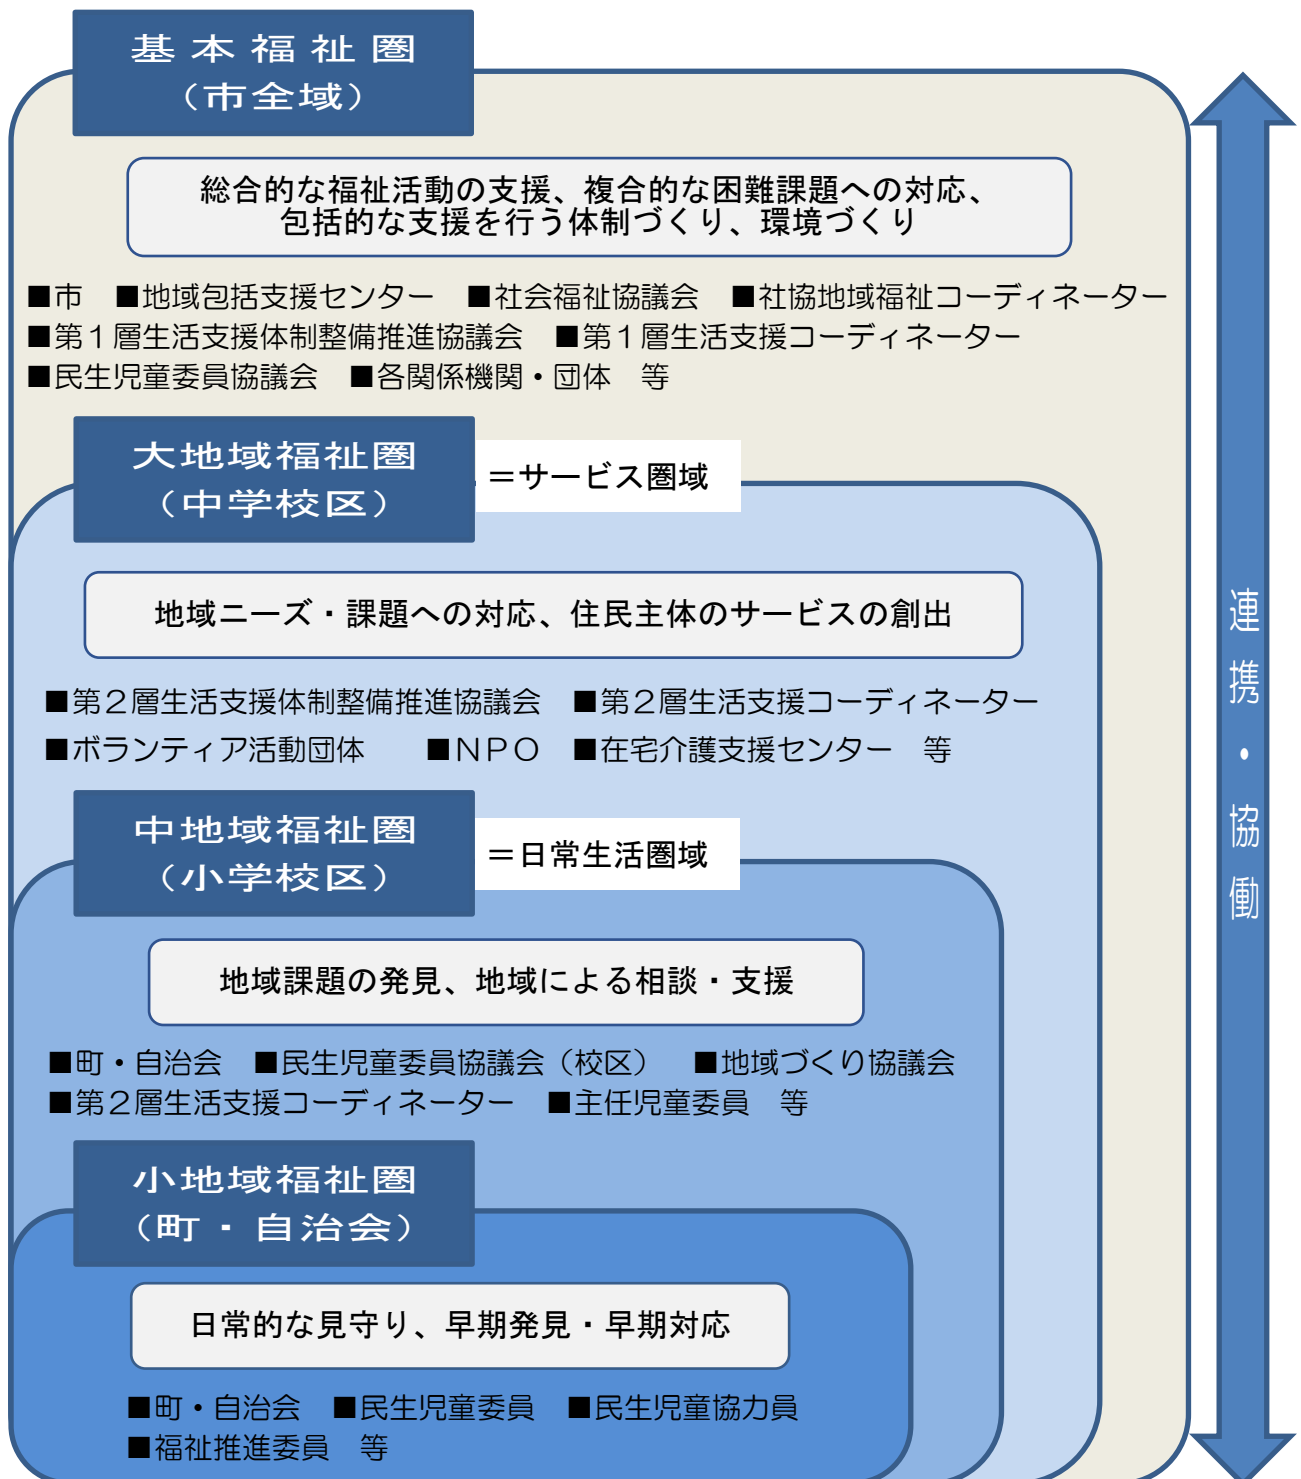 基本福祉圏
（市全域）
総合的な福祉活動の支援、複合的な困難課題への対応、
包括的な支援を行う体制づくり、環境づくり
■市　■地域包括支援センター　■社会福祉協議会　■社協地域福祉コーディネーター
■第１層生活支援体制整備推進協議会　■第１層生活支援コーディネーター
■民生児童委員協議会　■各関係機関・団体　等
大地域福祉圏
（中学校区）
＝サービス圏域
地域ニーズ・課題への対応、住民主体のサービスの創出
■第２層生活支援体制整備推進協議会　■第２層生活支援コーディネーター
■ボランティア活動団体　　■ＮＰＯ　■在宅介護支援センター　等
中地域福祉圏
（小学校区）
＝日常生活圏域
地域課題の発見、地域による相談・支援
■町・自治会　■民生児童委員協議会（校区）　■地域づくり協議会
■第２層生活支援コーディネーター　■主任児童委員　等
小地域福祉圏
（町・自治会）
日常的な見守り、早期発見・早期対応
■町・自治会　■民生児童委員　■民生児童協力員
■福祉推進委員　等
連携・協働